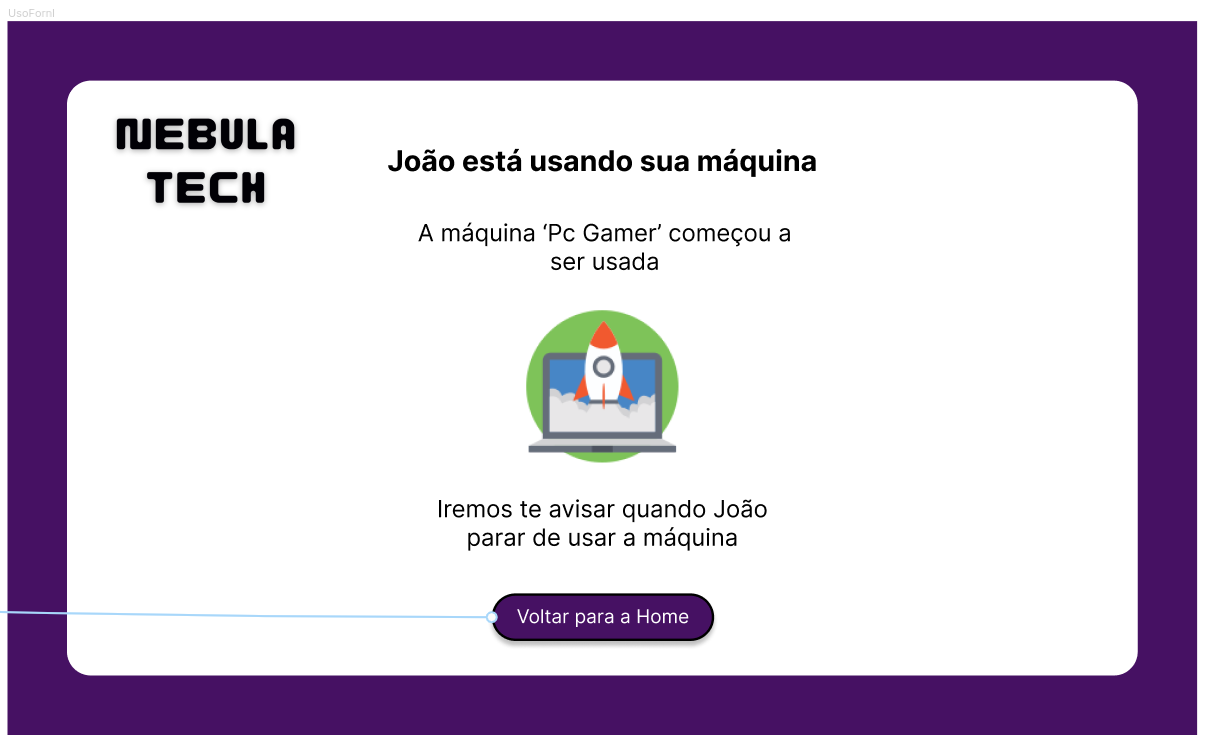 UsoFornl
NEBULA
TECH
João está usando sua máquina
A máquina ‘Pc Gamer’ começou a
ser usada
Iremos te avisar quando João
parar de usar a máquina
Voltar para a Home